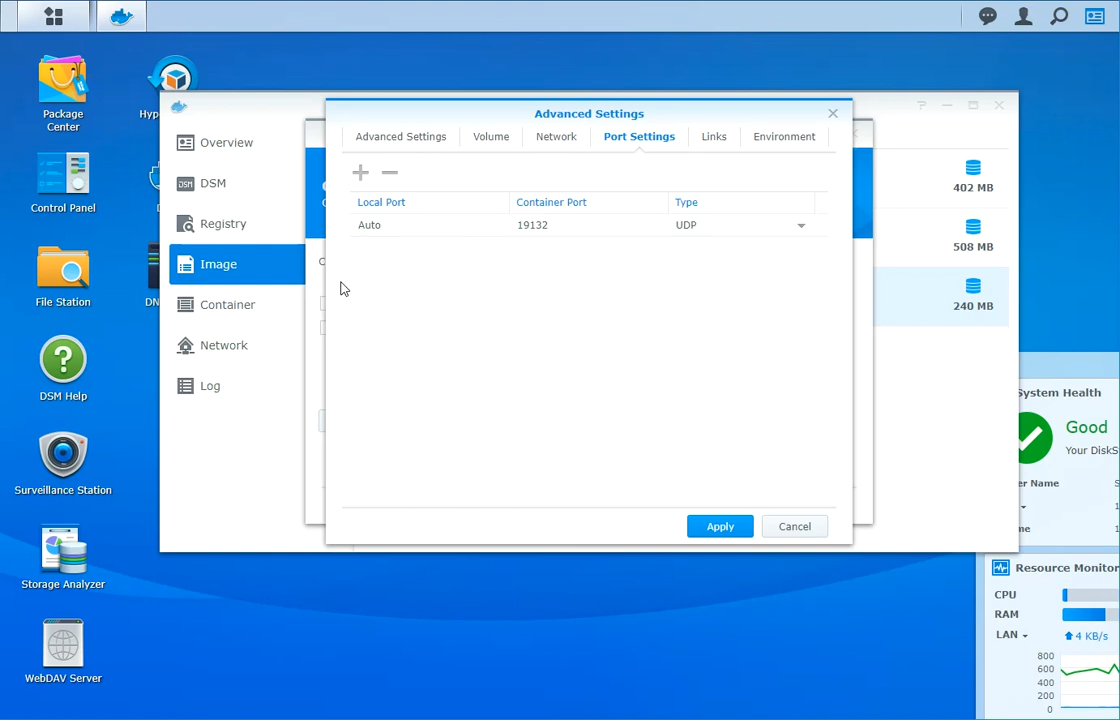 Package
Center
Hyp
Control Panel
D
File Station
DN
DSM Help
Surveillance Station
Storage Analyzer
WebDAV Server
Overview
DSM
DSM
Registry
Image
Container
Network
Log
Advanced Settings
Advanced Settings
Volume
Network
Port Settings
Links
Environment
Local Port
Container Port
Type
Auto
19132
UDP
Apply
Cancel
402 MB
508 MB
240 MB
System Health
Good
Your DiskS
er Name
S
me
Resource Monitor
CPU
RAM
LAN
4 KB/s
800
600
400
200
0